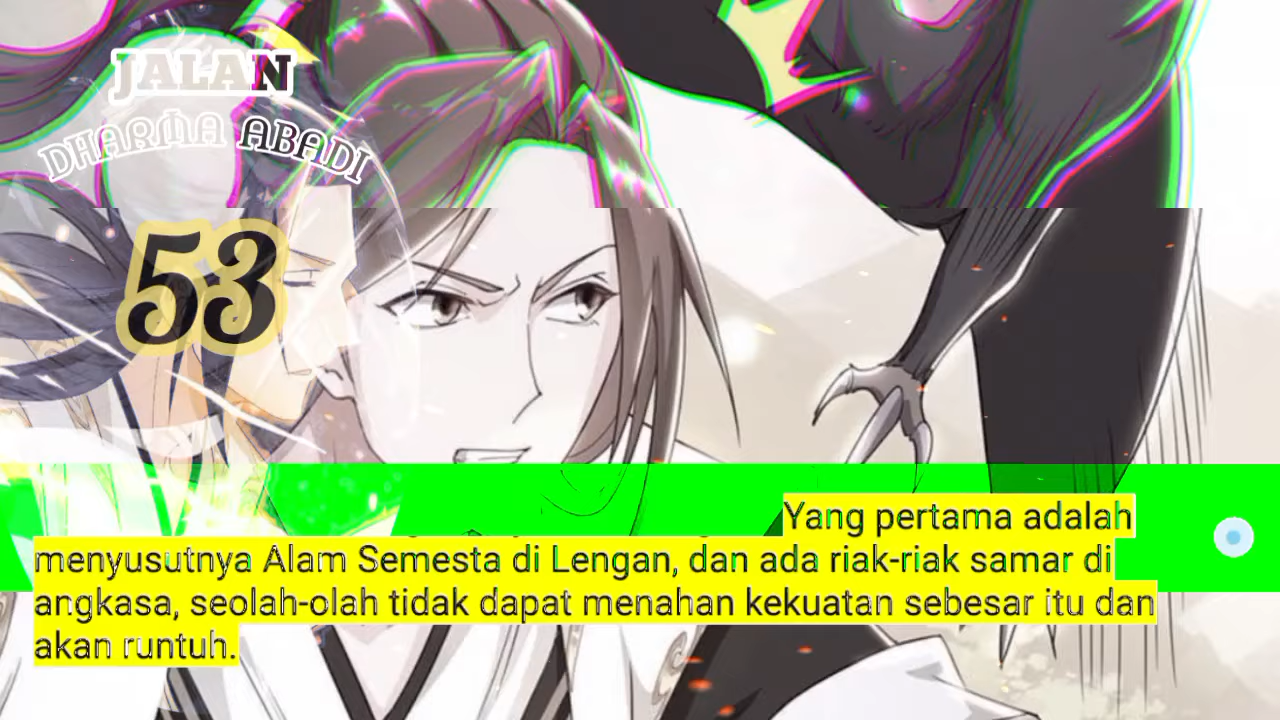 JALAN
DHARMA ABADI
53
Yang pertama adalah
menyusutnya Alam Semesta di Lengan, dan ada riak-riak samar di
angkasa, seolah-olah tidak dapat menahan kekuatan sebesar itu dan
akan runtuh.